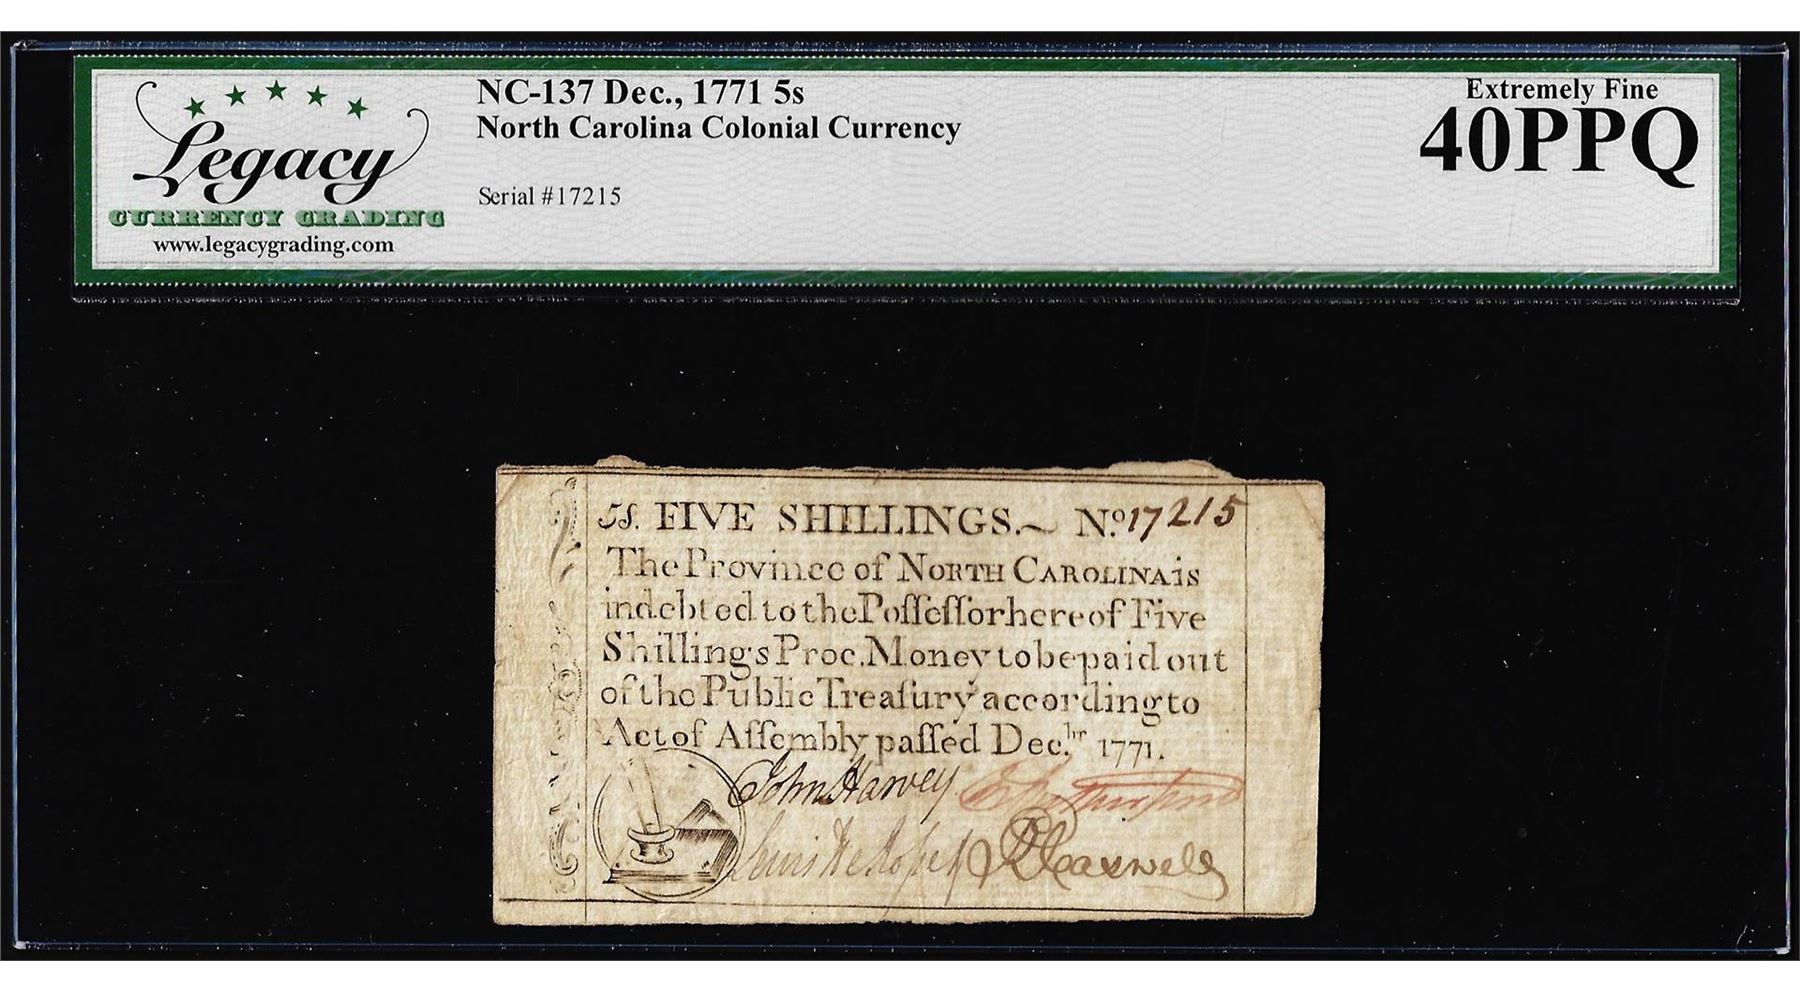 Legacy
CURRENCY GRADING
www.legacygrading.com
NC-137 Dec., 1771 5s
North Carolina Colonial Currency
Serial #17215
Extremely Fine
40PPQ
5s. FIVE SHILLINGS. No. 17215
The Province of NORTH CAROLINA is
indebted to the Poſſeſſor hereof Five
Shillings Proc. Money to be paid out
of the Public Treaſury according to
Act of Aſſembly paſſed Decbr. 1771.
John Harvey
Maxwell